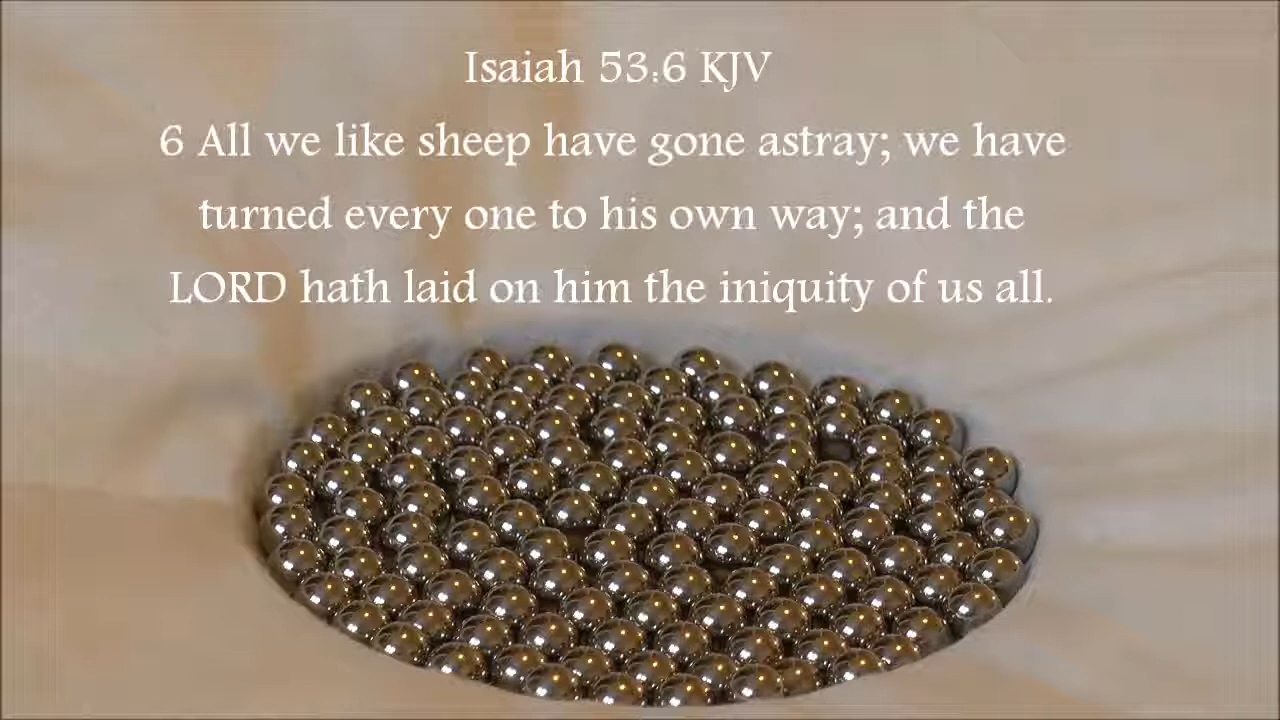 Isaiah 53:6 KJV
6 All we like sheep have gone astray; we have
turned every one to his own way; and the
LORD hath laid on him the iniquity of us all.